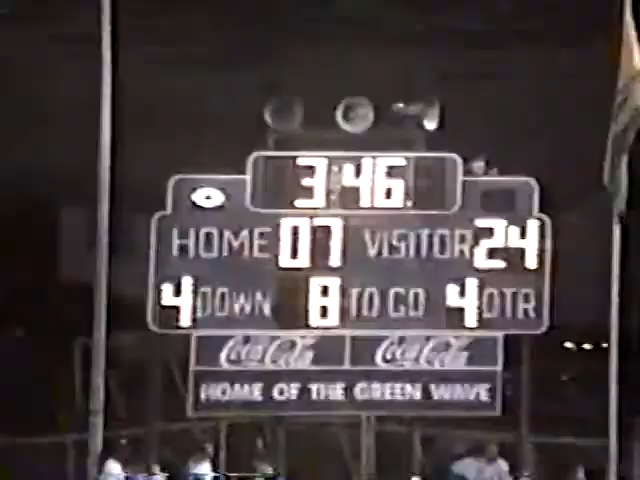 3:46
HOME 07 VISITOR 24
4 DOWN 8 TO GO 4 QTR
Coca-Cola Coca-Cola
HOME OF THE GREEN WAVE